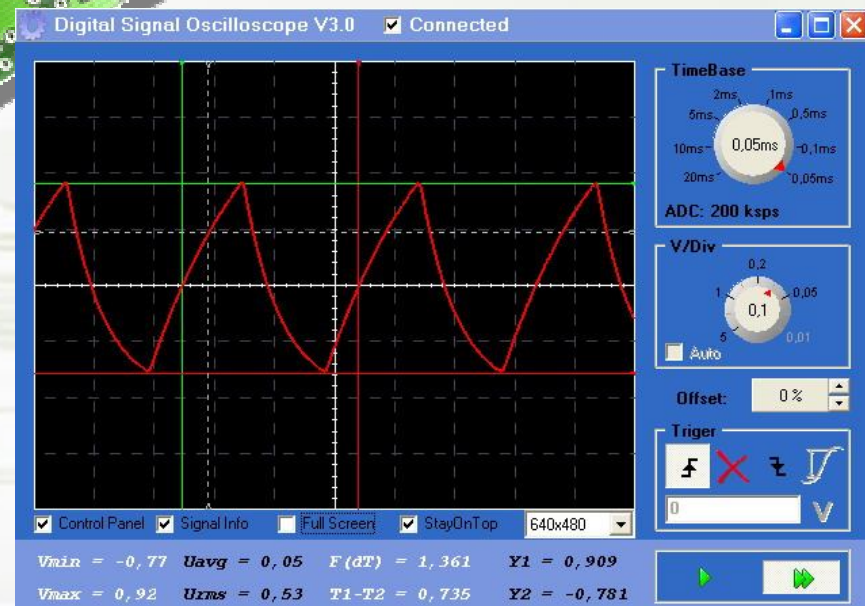 Digital Signal Oscilloscope V3.0 Connected
TimeBase
2ms 1ms
5ms 0,5ms
10ms 0,05ms 0,1ms
20ms 0,05ms
ADC: 200 ksps
V/Div
0,2
1 0,05
0,1
5 0,01
Auto
Offset: 0 %
Triger
0 V
Control Panel Signal Info Full Screen StayOnTop 640x480
Vmin = -0,77 Uavg = 0,05 F(dT) = 1,361 Y1 = 0,909
Vmax = 0,92 Urms = 0,53 T1-T2 = 0,735 Y2 = -0,781